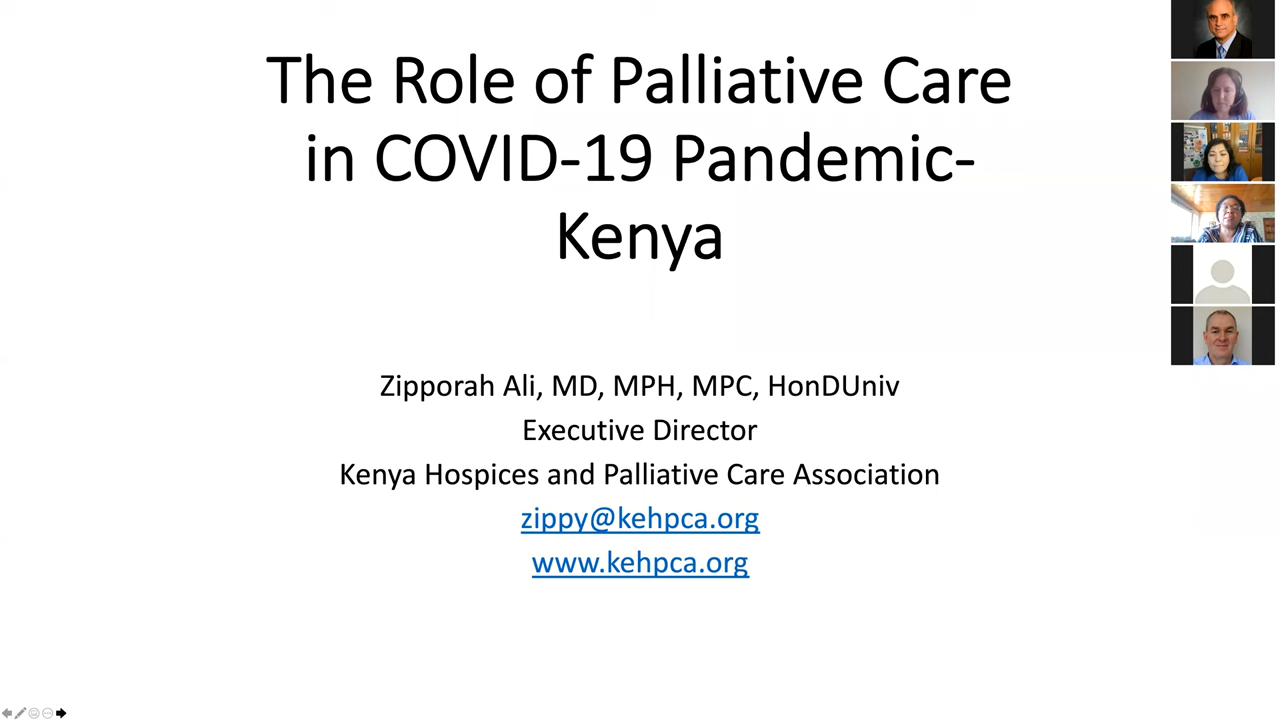 The Role of Palliative Care
in COVID-19 Pandemic-
Kenya
Zipporah Ali, MD, MPH, MPC, HonDUniv
Executive Director
Kenya Hospices and Palliative Care Association
zippy@kehpca.org
www.kehpca.org